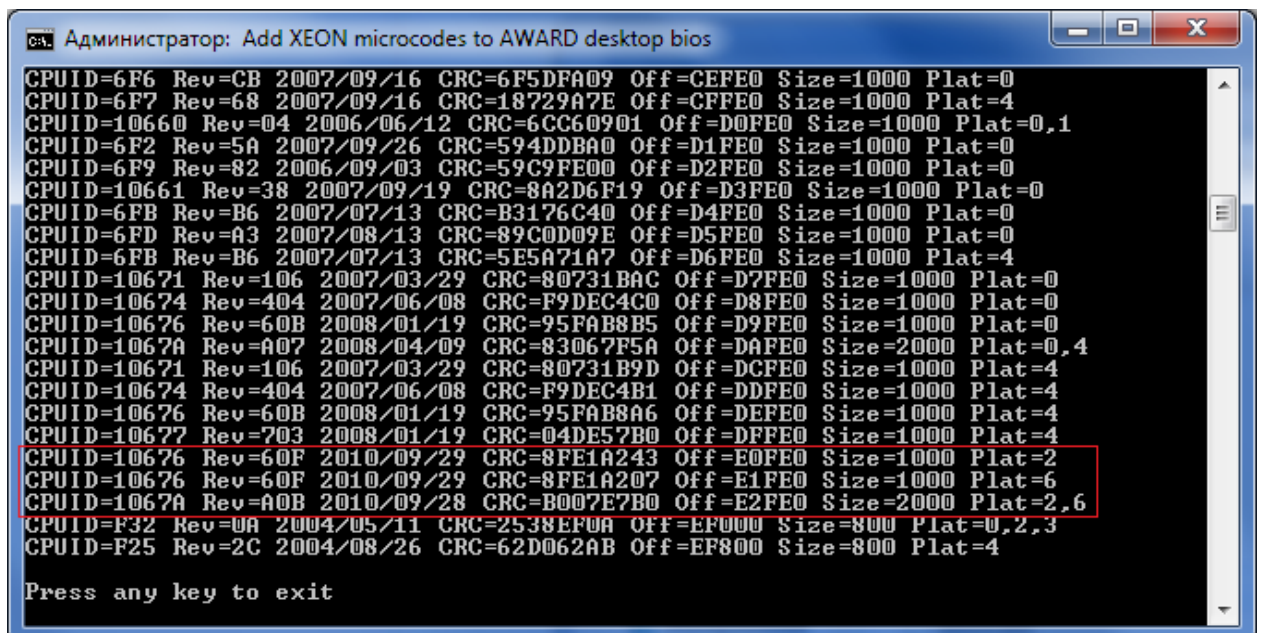 Администратор: Add XEON microcodes to AWARD desktop bios
CPUID=6F6 Rev=CB 2007/09/16 CRC=6F5DFA09 Off=CEFE0 Size=1000 Plat=0
CPUID=6F7 Rev=68 2007/09/16 CRC=18729A7E Off=CFFE0 Size=1000 Plat=4
CPUID=10660 Rev=04 2006/06/12 CRC=6CC60901 Off=D0FE0 Size=1000 Plat=0,1
CPUID=6F2 Rev=5A 2007/09/26 CRC=594DDBA0 Off=D1FE0 Size=1000 Plat=0
CPUID=6F9 Rev=82 2006/09/03 CRC=59C9FE00 Off=D2FE0 Size=1000 Plat=0
CPUID=10661 Rev=38 2007/09/19 CRC=8A2D6F19 Off=D3FE0 Size=1000 Plat=0
CPUID=6FB Rev=B6 2007/07/13 CRC=B3176C40 Off=D4FE0 Size=1000 Plat=0
CPUID=6FD Rev=A3 2007/08/13 CRC=89C0D09E Off=D5FE0 Size=1000 Plat=0
CPUID=6FB Rev=B6 2007/07/13 CRC=5E5A71A7 Off=D6FE0 Size=1000 Plat=4
CPUID=10671 Rev=106 2007/03/29 CRC=80731BAC Off=D7FE0 Size=1000 Plat=0
CPUID=10674 Rev=404 2007/06/08 CRC=F9DEC4C0 Off=D8FE0 Size=1000 Plat=0
CPUID=10676 Rev=60B 2008/01/19 CRC=95FAB8B5 Off=D9FE0 Size=1000 Plat=0
CPUID=1067A Rev=A07 2008/04/09 CRC=83067F5A Off=DAFE0 Size=2000 Plat=0,4
CPUID=10671 Rev=106 2007/03/29 CRC=80731B9D Off=DCFE0 Size=1000 Plat=4
CPUID=10674 Rev=404 2007/06/08 CRC=F9DEC4B1 Off=DDFE0 Size=1000 Plat=4
CPUID=10676 Rev=60B 2008/01/19 CRC=95FAB8A6 Off=DEFE0 Size=1000 Plat=4
CPUID=10677 Rev=703 2008/01/19 CRC=04DE57B0 Off=DFFE0 Size=1000 Plat=4
CPUID=10676 Rev=60F 2010/09/29 CRC=8FE1A243 Off=E0FE0 Size=1000 Plat=2
CPUID=10676 Rev=60F 2010/09/29 CRC=8FE1A207 Off=E1FE0 Size=1000 Plat=6
CPUID=1067A Rev=A0B 2010/09/28 CRC=B007E7B0 Off=E2FE0 Size=2000 Plat=2,6
CPUID=F32 Rev=0A 2004/05/11 CRC=2538EF0A Off=EF000 Size=800 Plat=0,2,3
CPUID=F25 Rev=2C 2004/08/26 CRC=62D062AB Off=EF800 Size=800 Plat=4
Press any key to exit